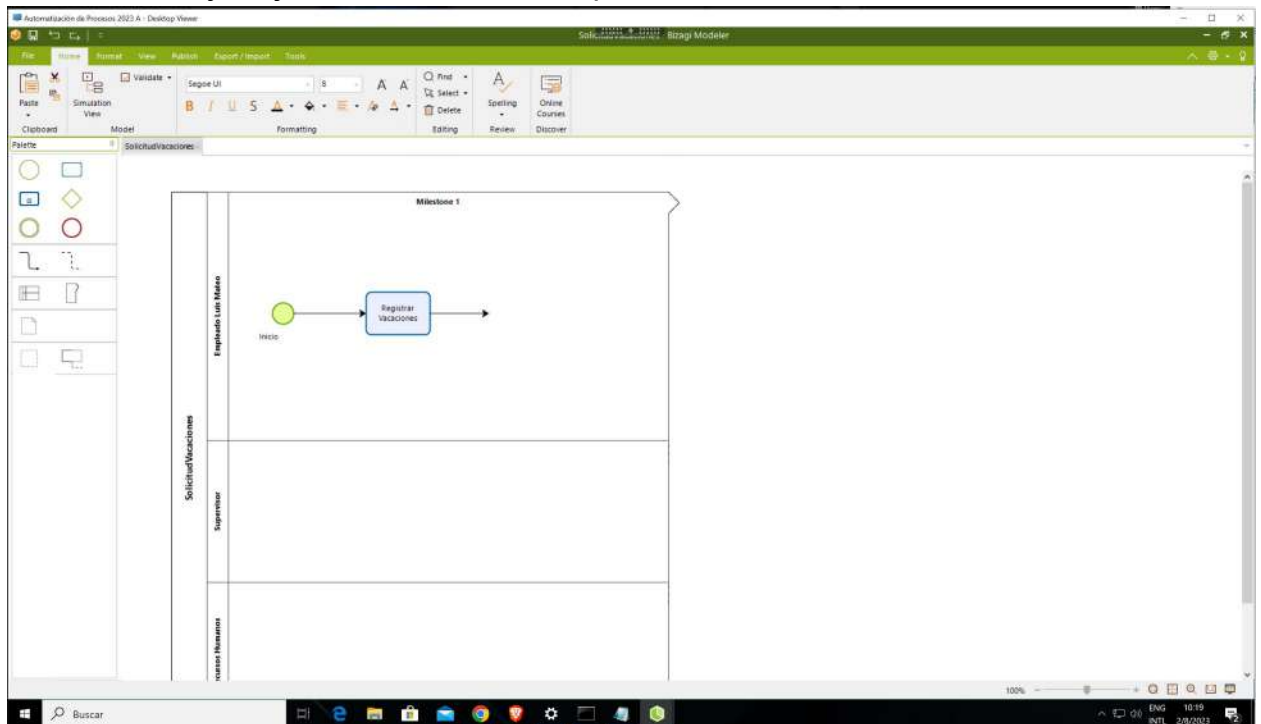 Automatización de Procesos 2023 A - Desktop Viewer
Bizagi Modeler
File Home Format View Publish Export / Import Tools
Paste
Clipboard
Simulation
View
Validate
Model
Segoe UI 8 A A
B I U S A
Formatting
Find
Select
Delete
Editing
Spelling
Review
Online
Courses
Discover
Palette
SolicitudVacaciones
Milestone 1
SolicitudVacaciones
Empleado Luis Mateo
Inicio
Registrar
Vacaciones
Supervisor
Humanos
100%
Buscar
ENG
INTL
10:19
2/8/2023